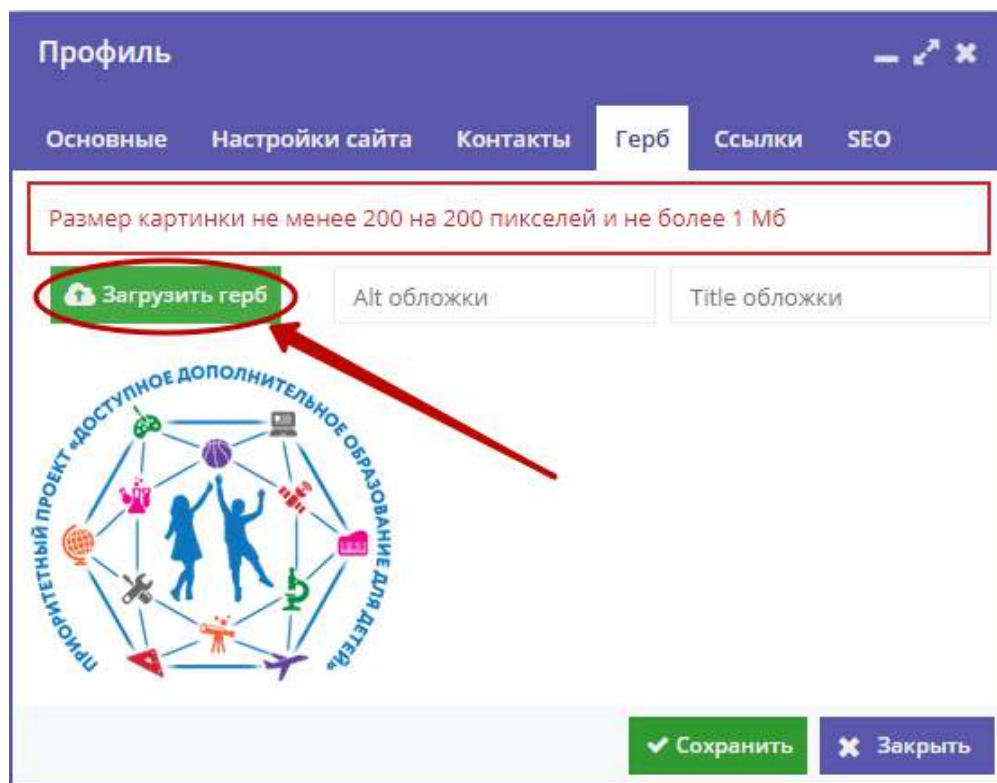 Профиль
Основные Настройки сайта Контакты Герб Ссылки SEO
Размер картинки не менее 200 на 200 пикселей и не более 1 Мб
Загрузить герб Alt обложки Title обложки
ПРИОРИТЕТНЫЙ ПРОЕКТ «ДОСТУПНОЕ ДОПОЛНИТЕЛЬНОЕ ОБРАЗОВАНИЕ ДЛЯ ДЕТЕЙ»
Сохранить Закрыть